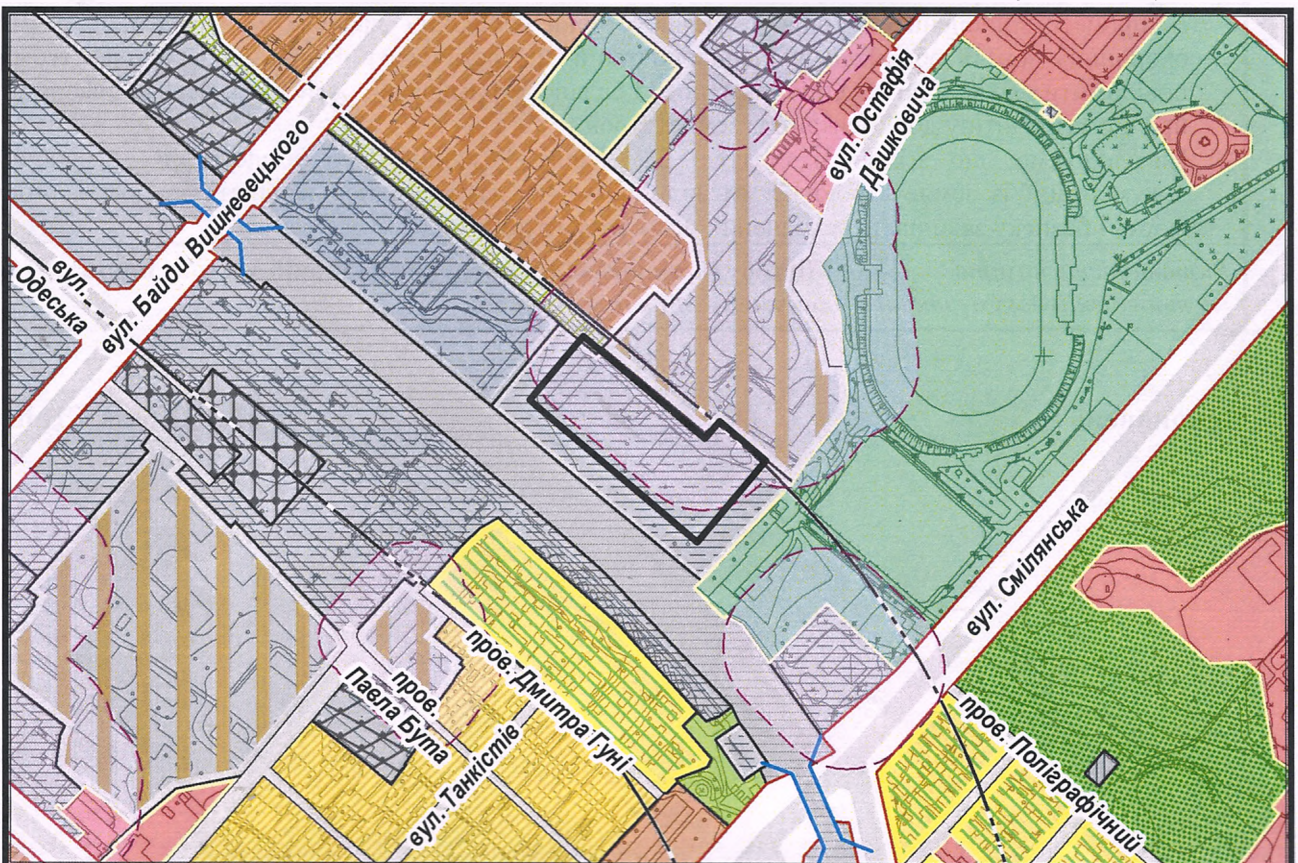 вул. Остафія
Дашковича
вул. Байди Вишневецького
вул.
Одеська
вул. Смілянська
пров. Дмитра Гуні
пров.
Павла Бута
вул. Танкістів
пров. Поліграфічний